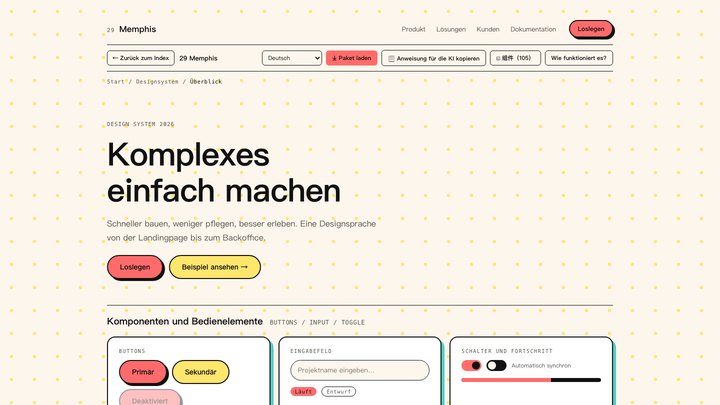 29 Memphis
Produkt Lösungen Kunden Dokumentation Loslegen
← Zurück zum Index 29 Memphis Deutsch ⤓ Paket laden 📋 Anweisung für die KI kopieren ⧉ 组件（105） Wie funktioniert es?
Start / Designsystem / Überblick
DESIGN SYSTEM 2026
Komplexes
einfach machen
Schneller bauen, weniger pflegen, besser erleben. Eine Designsprache
von der Landingpage bis zum Backoffice.
Loslegen Beispiel ansehen →
Komponenten und Bedienelemente BUTTONS / INPUT / TOGGLE
BUTTONS
Primär Sekundär
Deaktiviert
EINGABEFELD
Projektname eingeben…
Läuft Entwurf
SCHALTER UND FORTSCHRITT
Automatisch synchron